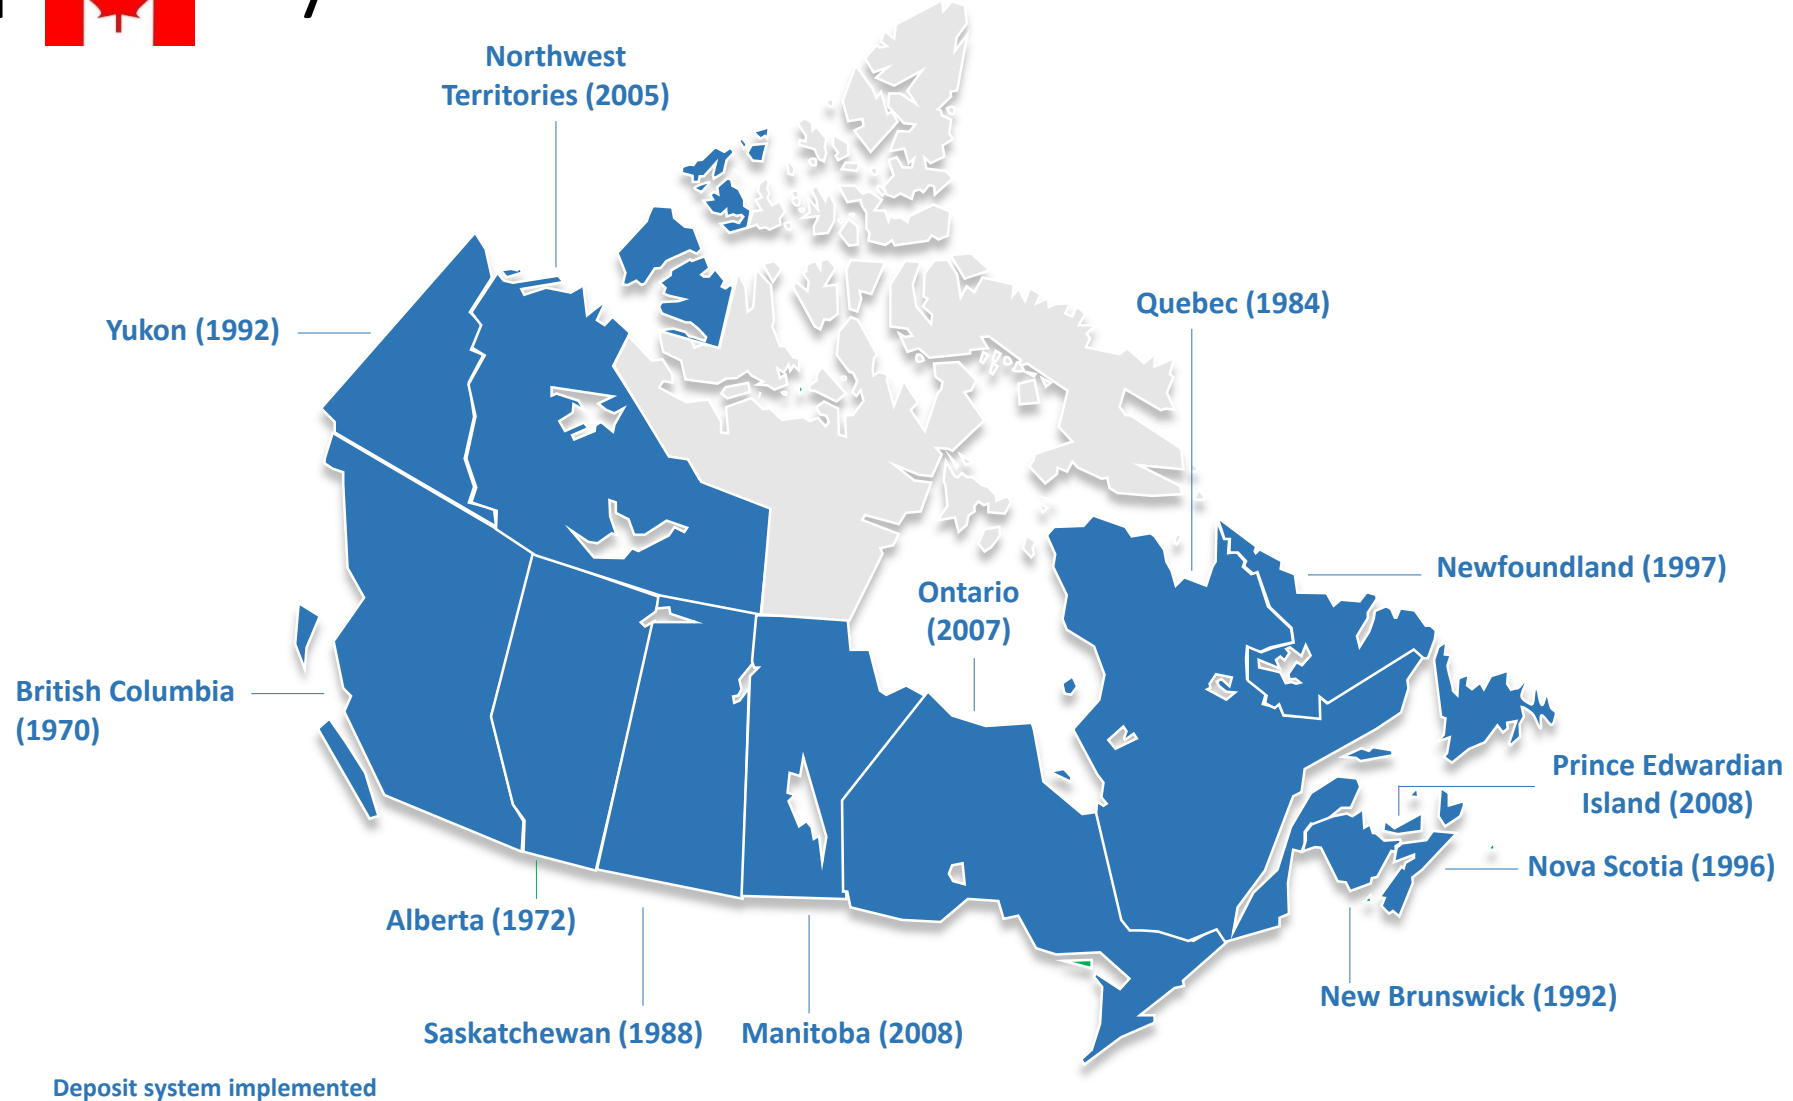 Northwest
Territories (2005)
Yukon (1992)
Quebec (1984)
Newfoundland (1997)
Ontario
(2007)
British Columbia
(1970)
Prince Edwardian
Island (2008)
Nova Scotia (1996)
Alberta (1972)
New Brunswick (1992)
Saskatchewan (1988)
Manitoba (2008)
Deposit system implemented